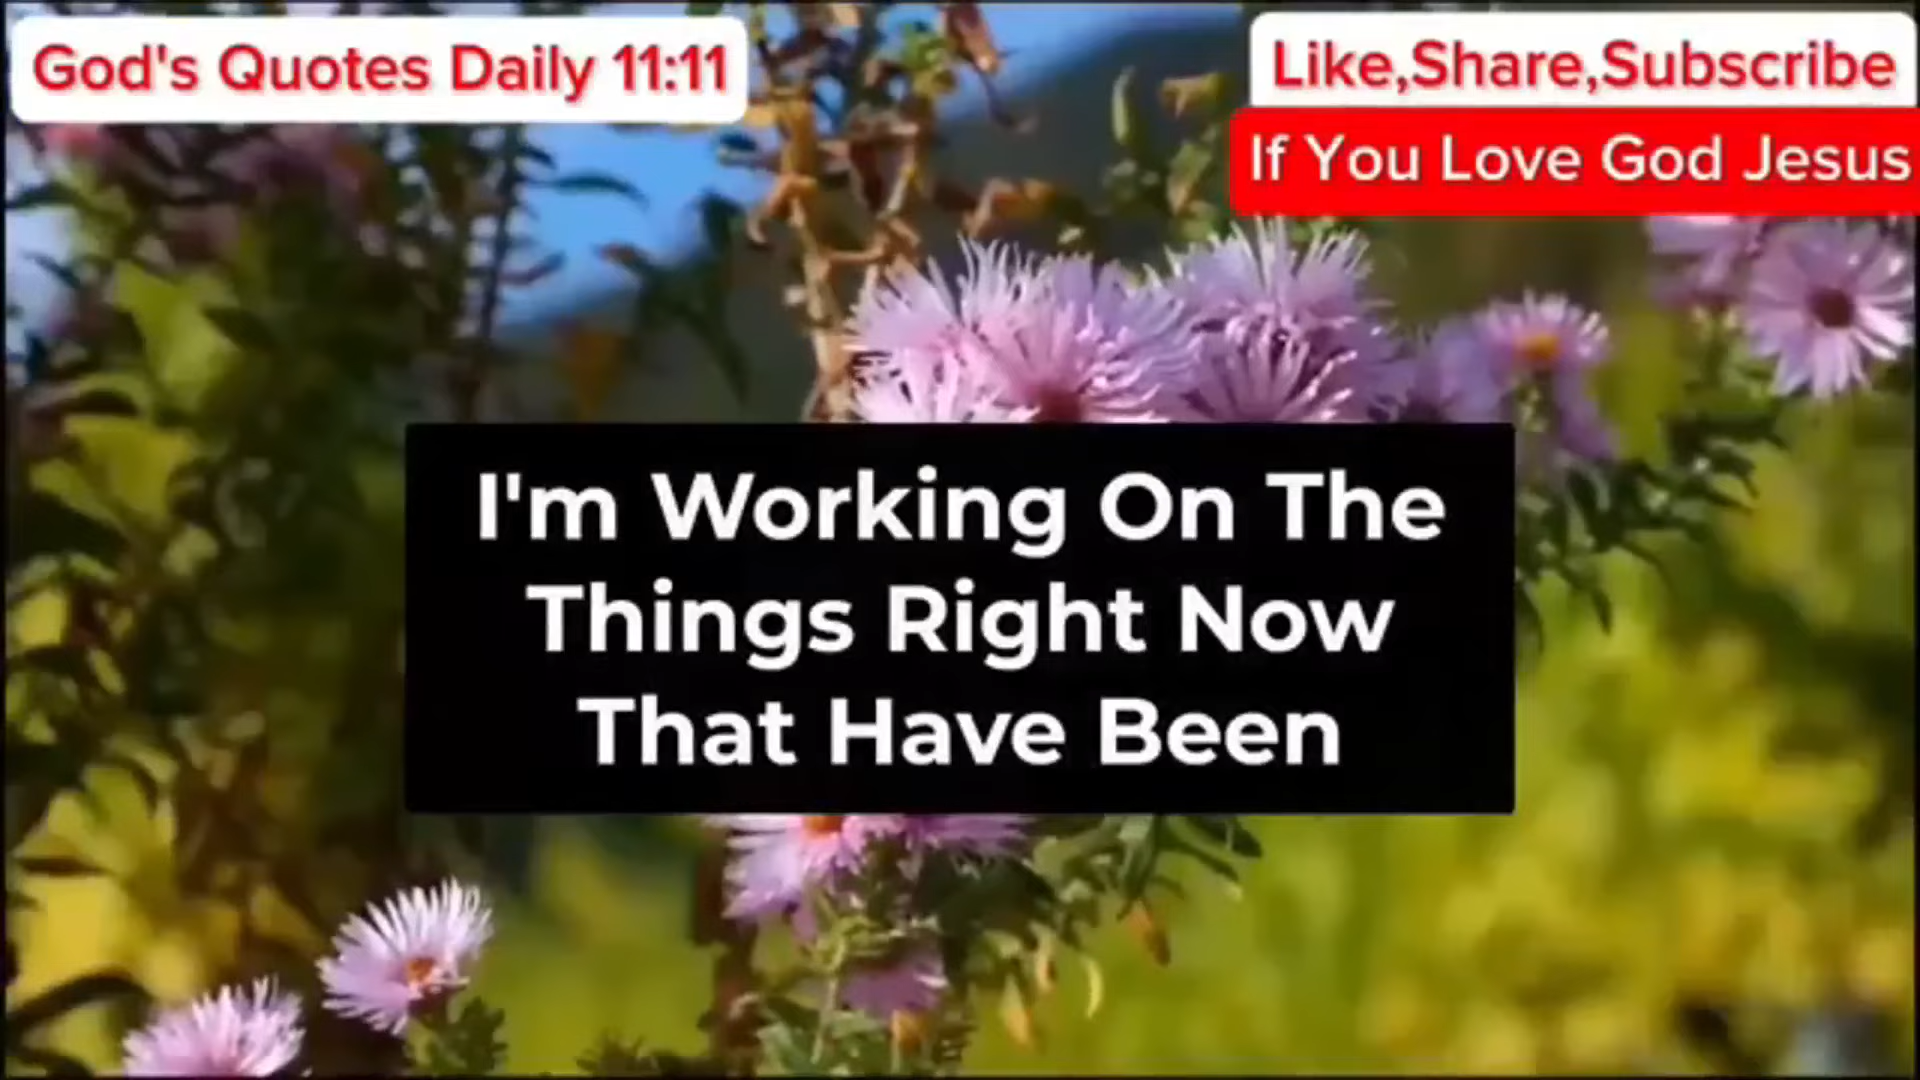 God's Quotes Daily 11:11
Like,Share,Subscribe
If You Love God Jesus
I'm Working On The
Things Right Now
That Have Been